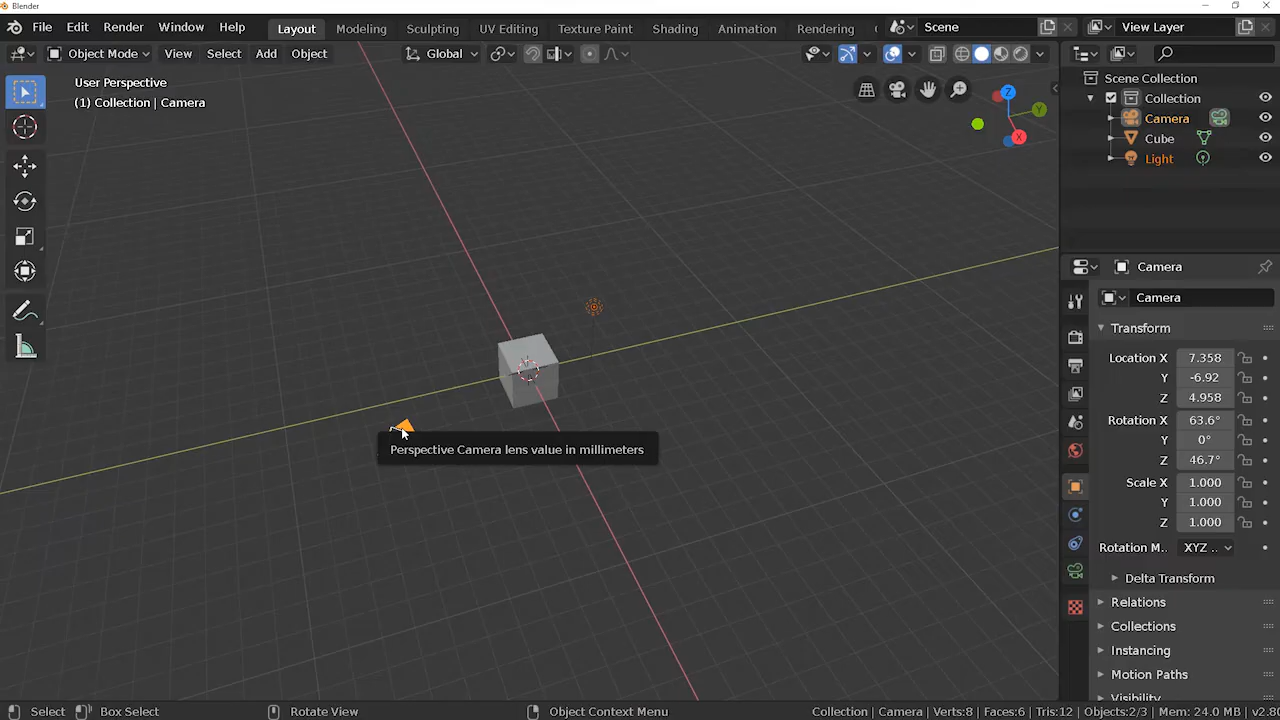 Blender
File Edit Render Window Help Layout Modeling Sculpting UV Editing Texture Paint Shading Animation Rendering Scene View Layer
Object Mode View Select Add Object Global
User Perspective
(1) Collection | Camera
Z
Y
X
Scene Collection
Collection
Camera
Cube
Light
Perspective Camera lens value in millimeters
Camera
Camera
Transform
Location X 7.358
Y -6.92
Z 4.958
Rotation X 63.6°
Y 0°
Z 46.7°
Scale X 1.000
Y 1.000
Z 1.000
Rotation M.. XYZ ..
Delta Transform
Relations
Collections
Instancing
Motion Paths
Visibility
Select Box Select Rotate View Object Context Menu Collection | Camera | Verts:8 | Faces:6 | Tris:12 | Objects:2/3 | Mem: 24.0 MB | v2.80